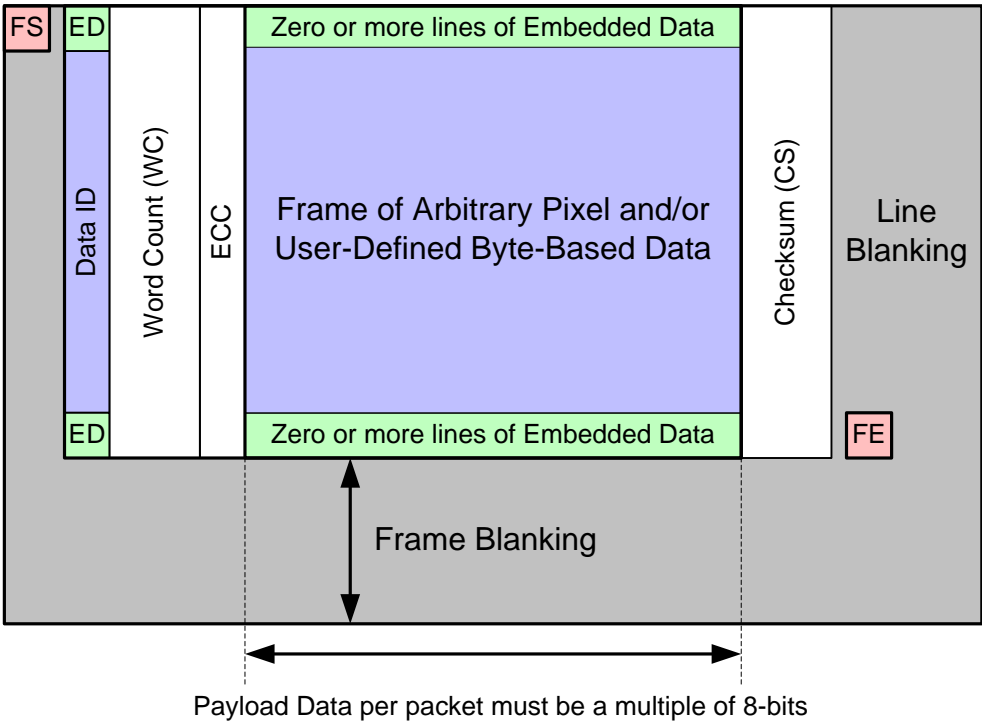 FS
ED
Zero or more lines of Embedded Data
Data ID
Word Count (WC)
ECC
Frame of Arbitrary Pixel and/or
User-Defined Byte-Based Data
Checksum (CS)
Line
Blanking
ED
Zero or more lines of Embedded Data
FE
Frame Blanking
Payload Data per packet must be a multiple of 8-bits